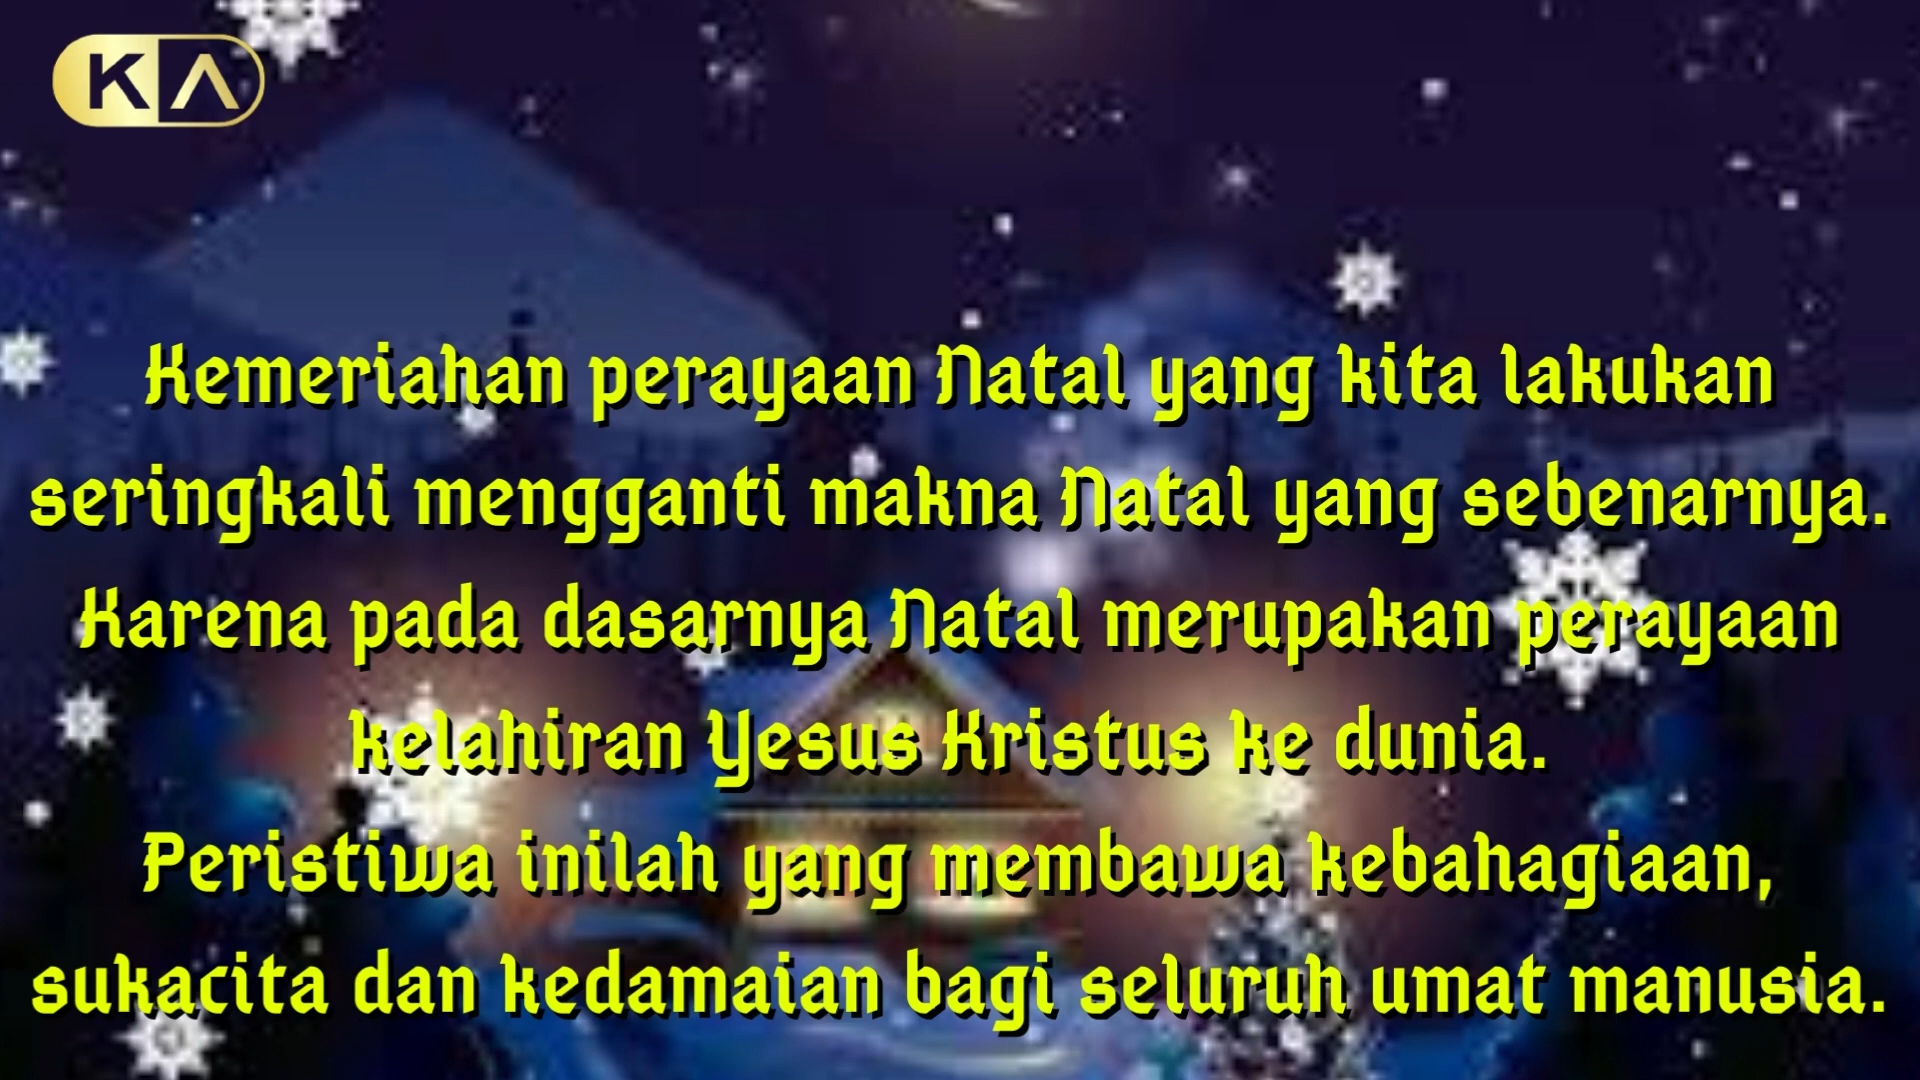 KA
Kemeriahan perayaan Natal yang kita lakukan
seringkali mengganti makna Natal yang sebenarnya.
Karena pada dasarnya Natal merupakan perayaan
kelahiran Yesus Kristus ke dunia.
Peristiwa inilah yang membawa kebahagiaan,
sukacita dan kedamaian bagi seluruh umat manusia.